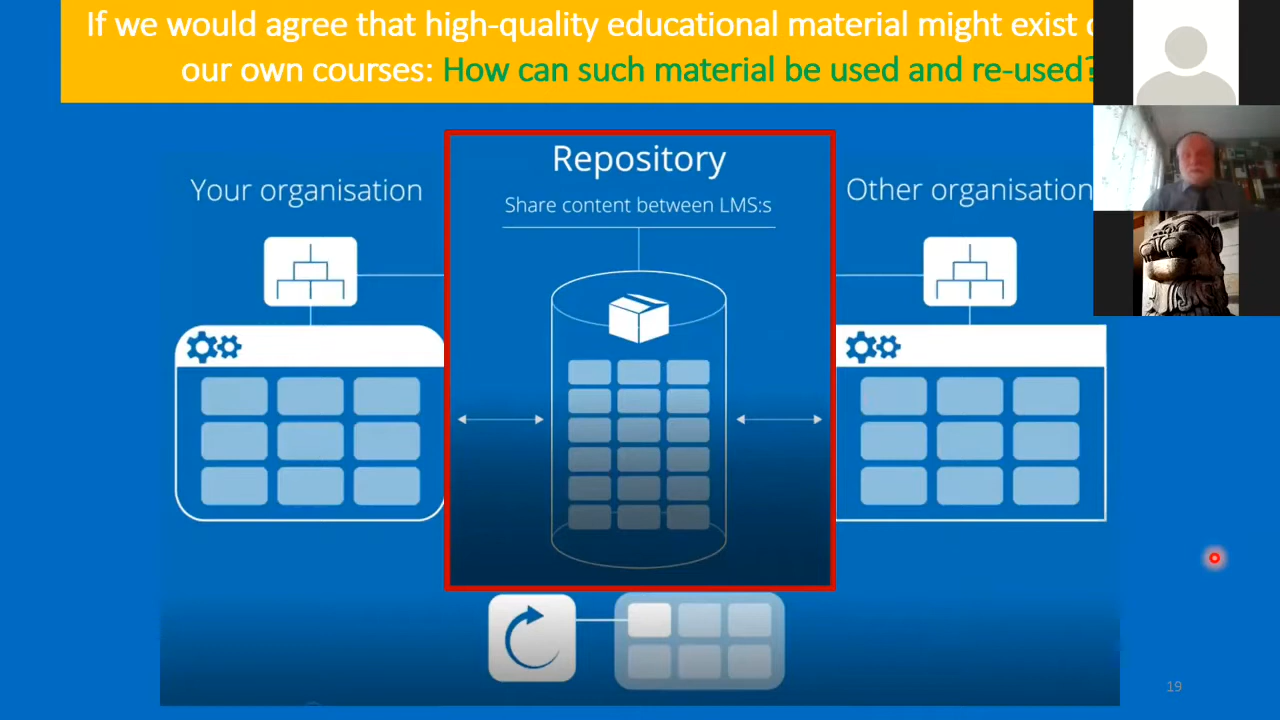 If we would agree that high-quality educational material might exist
our own courses: How can such material be used and re-used?
Repository
Your organisation
Share content between LMS:s
Other organisation
19